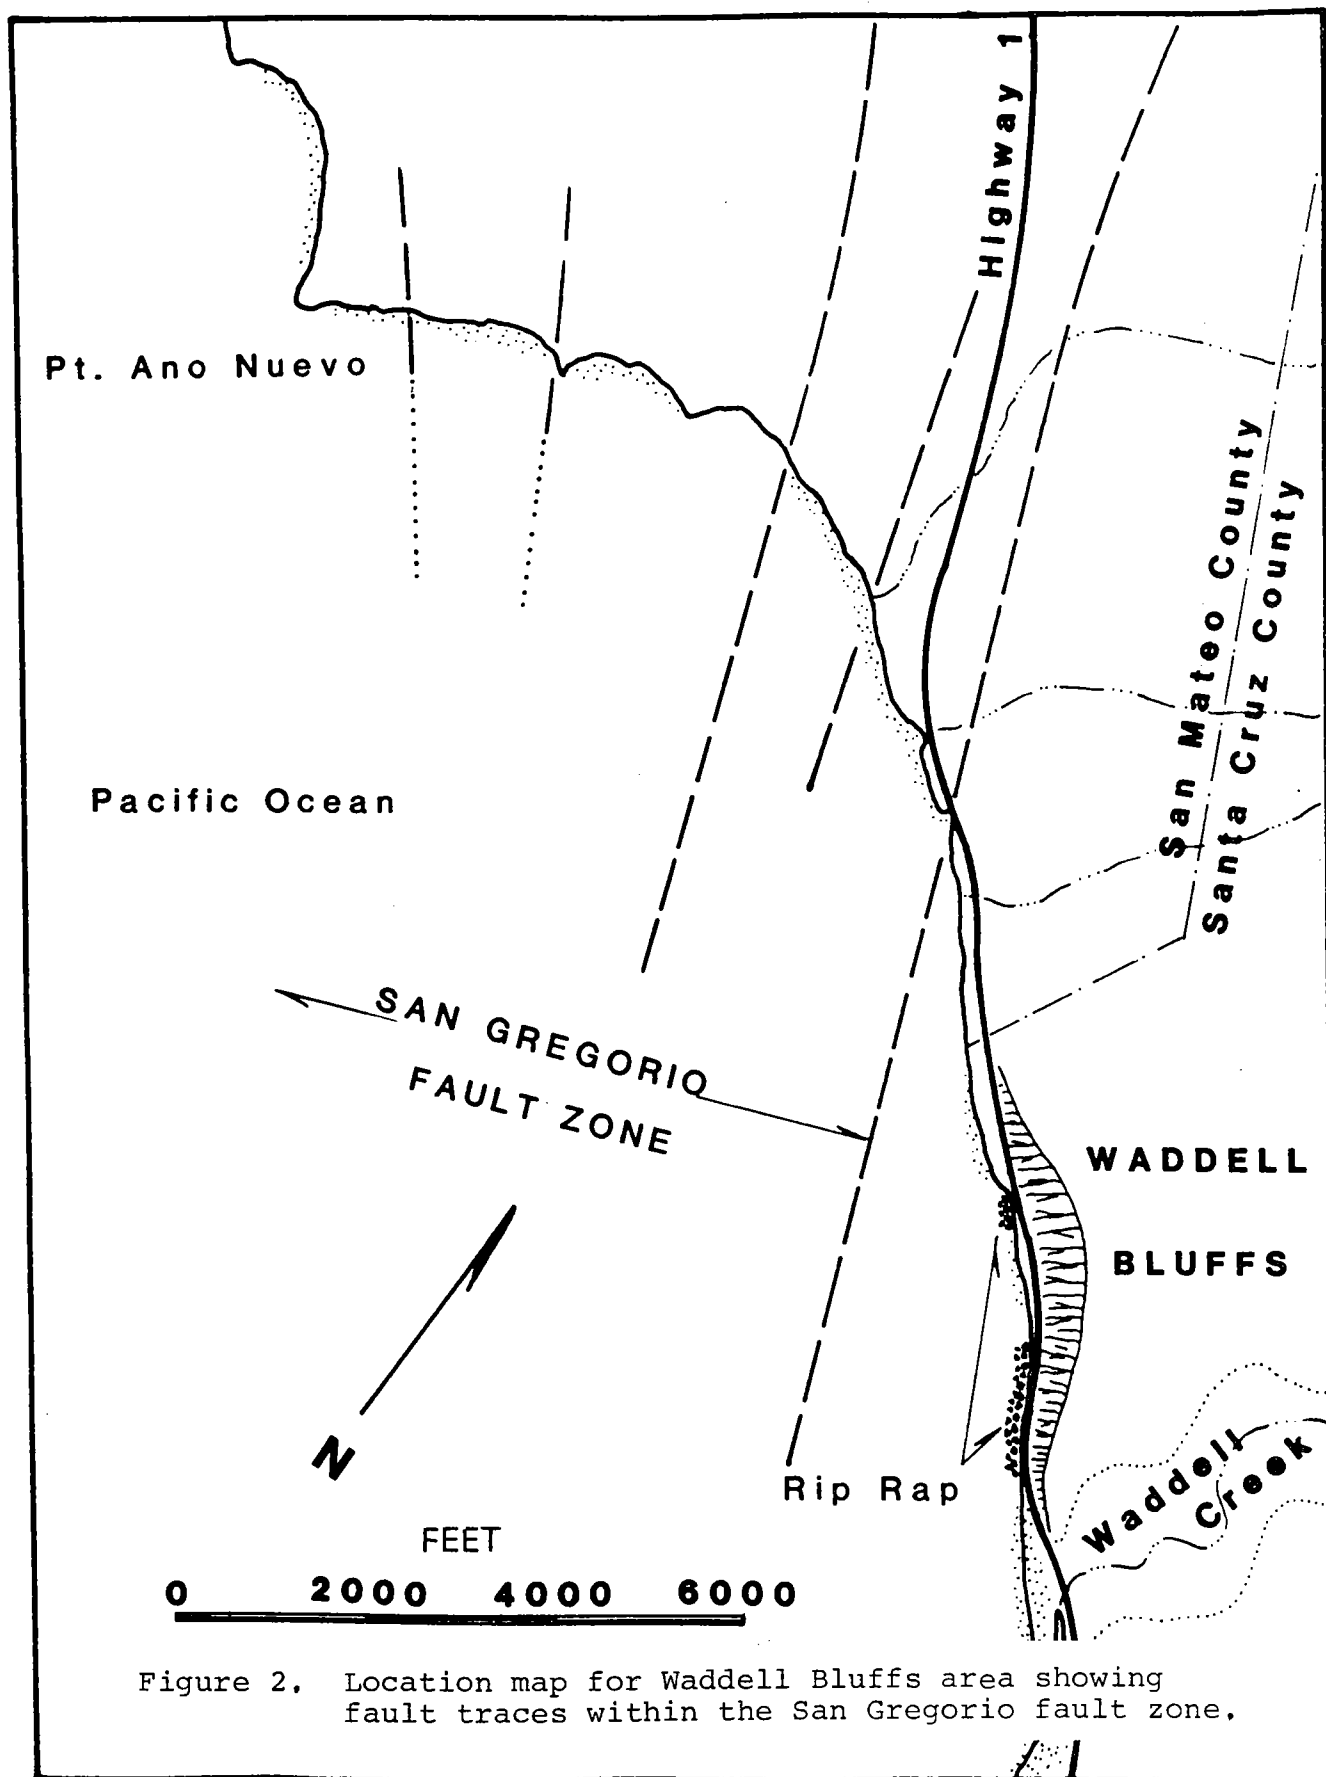 Highway 1
Pt. Ano Nuevo
San Mateo County
Santa Cruz County
Pacific Ocean
SAN GREGORIO
FAULT ZONE
WADDELL
BLUFFS
N
Rip Rap
Waddell
Creek
FEET
0 2000 4000 6000
Figure 2. Location map for Waddell Bluffs area showing
fault traces within the San Gregorio fault zone.